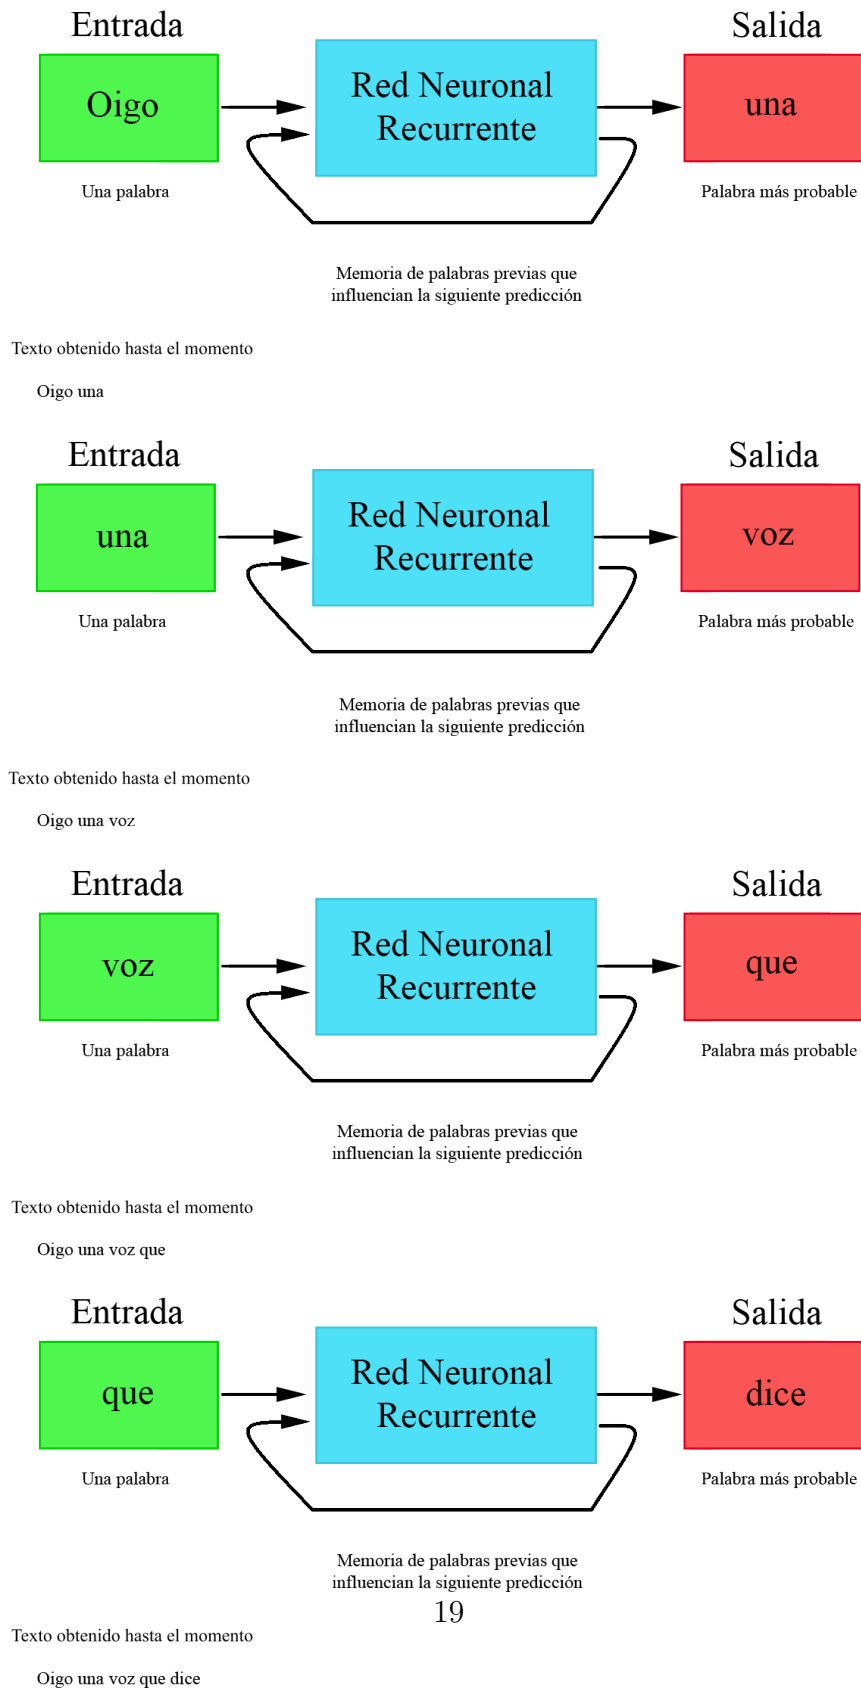 Entrada
Salida
Oigo
Red Neuronal
Recurrente
una
Una palabra
Palabra más probable
Memoria de palabras previas que
influencian la siguiente predicción
Texto obtenido hasta el momento
Oigo una
Entrada
Salida
una
Red Neuronal
Recurrente
voz
Una palabra
Palabra más probable
Memoria de palabras previas que
influencian la siguiente predicción
Texto obtenido hasta el momento
Oigo una voz
Entrada
Salida
voz
Red Neuronal
Recurrente
que
Una palabra
Palabra más probable
Memoria de palabras previas que
influencian la siguiente predicción
Texto obtenido hasta el momento
Oigo una voz que
Entrada
Salida
que
Red Neuronal
Recurrente
dice
Una palabra
Palabra más probable
Memoria de palabras previas que
influencian la siguiente predicción
19
Texto obtenido hasta el momento
Oigo una voz que dice